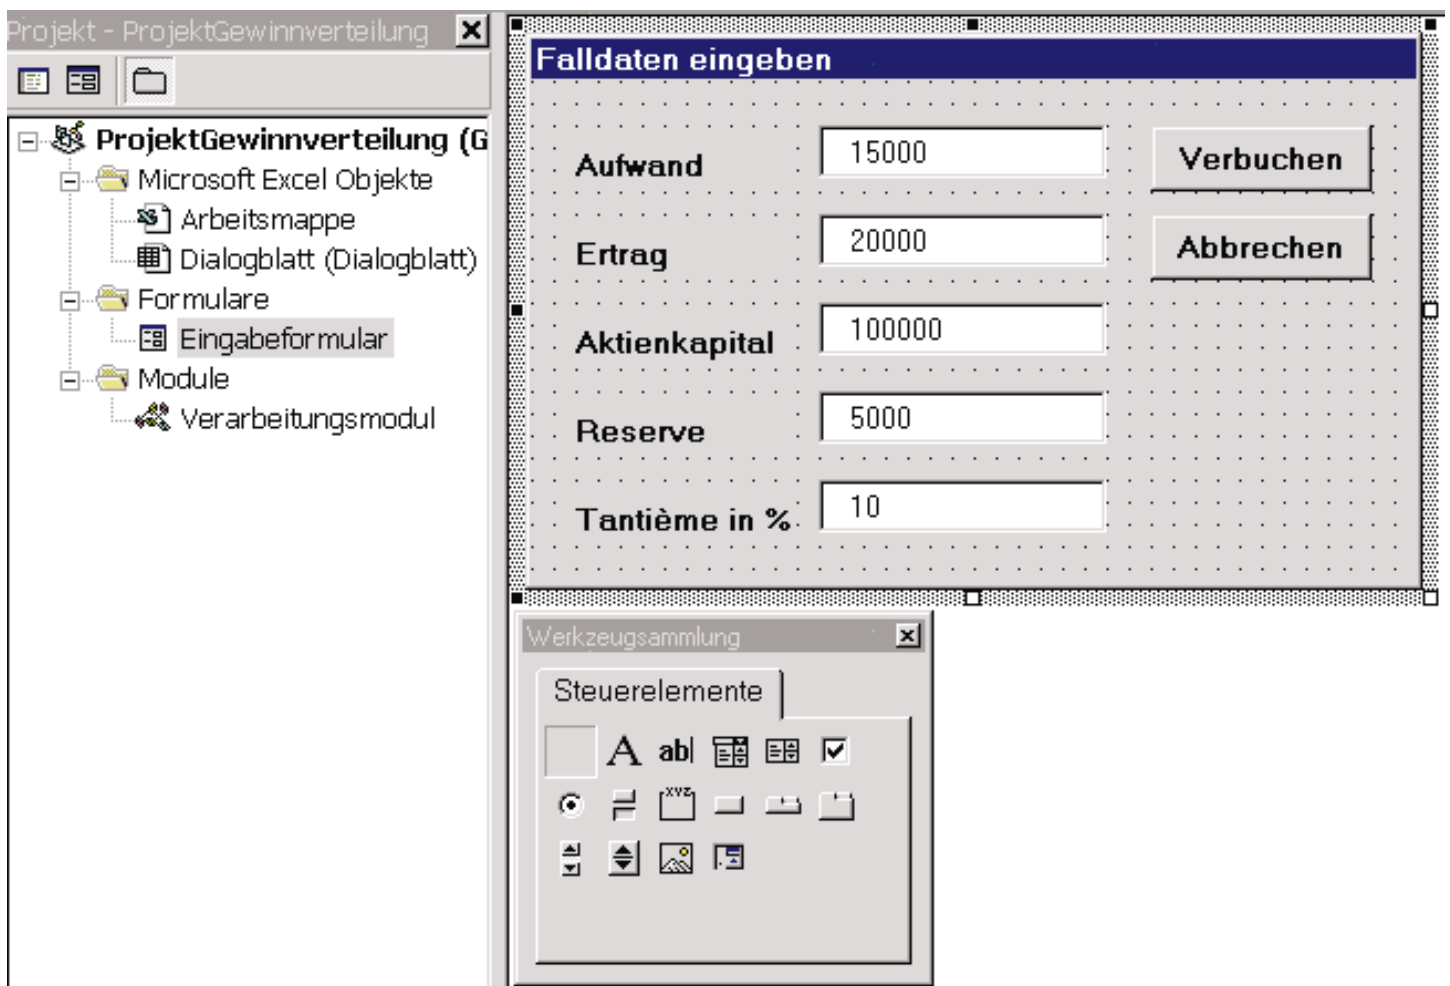 Projekt - ProjektGewinnverteilung
ProjektGewinnverteilung (G
Microsoft Excel Objekte
Arbeitsmappe
Dialogblatt (Dialogblatt)
Formulare
Eingabeformular
Module
Verarbeitungsmodul
Falldaten eingeben
Aufwand 15000 Verbuchen
Ertrag 20000 Abbrechen
Aktienkapital 100000
Reserve 5000
Tantième in % 10
Werkzeugsammlung
Steuerelemente
A ab|
xyz